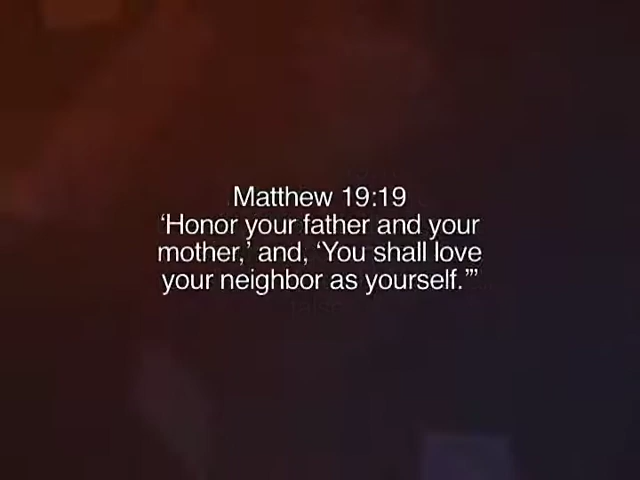 Matthew 19:19
‘Honor your father and your
mother,’ and, ‘You shall love
your neighbor as yourself.’”